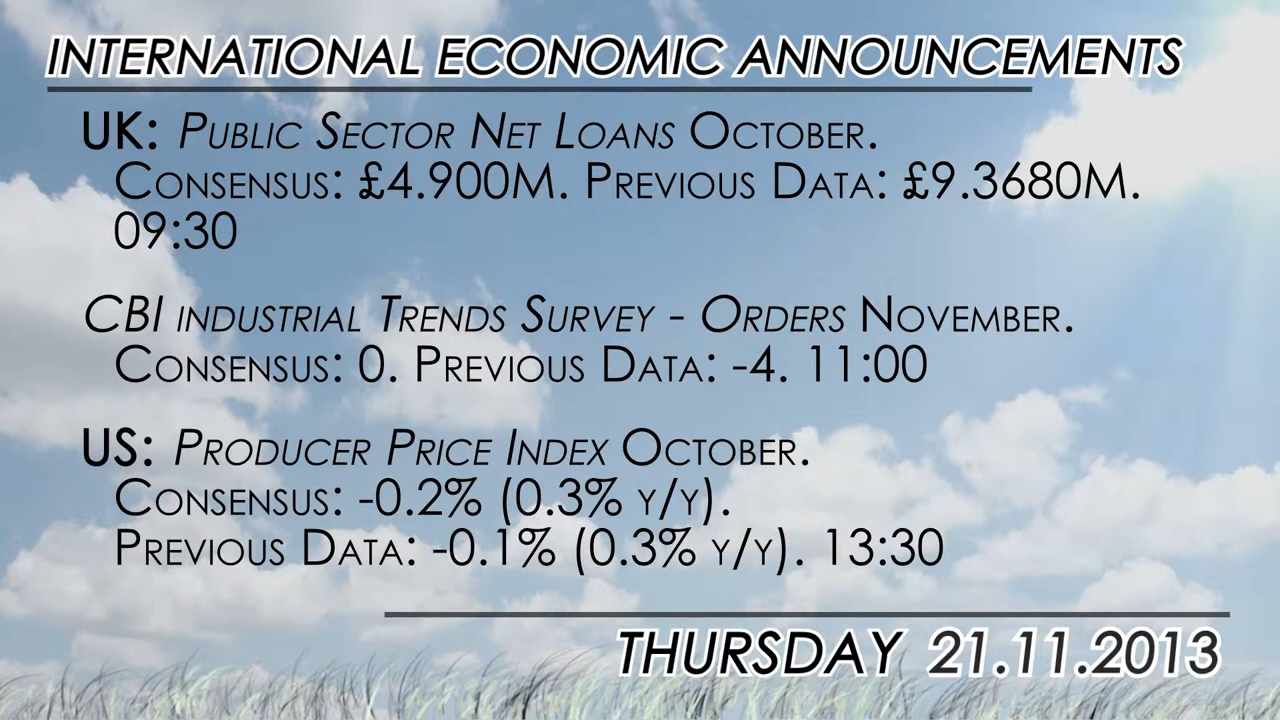 INTERNATIONAL ECONOMIC ANNOUNCEMENTS
UK: Public Sector Net Loans October.
Consensus: £4.900M. Previous Data: £9.3680M.
09:30
CBI industrial Trends Survey - Orders November.
Consensus: 0. Previous Data: -4. 11:00
US: Producer Price Index October.
Consensus: -0.2% (0.3% y/y).
Previous Data: -0.1% (0.3% y/y). 13:30
THURSDAY 21.11.2013